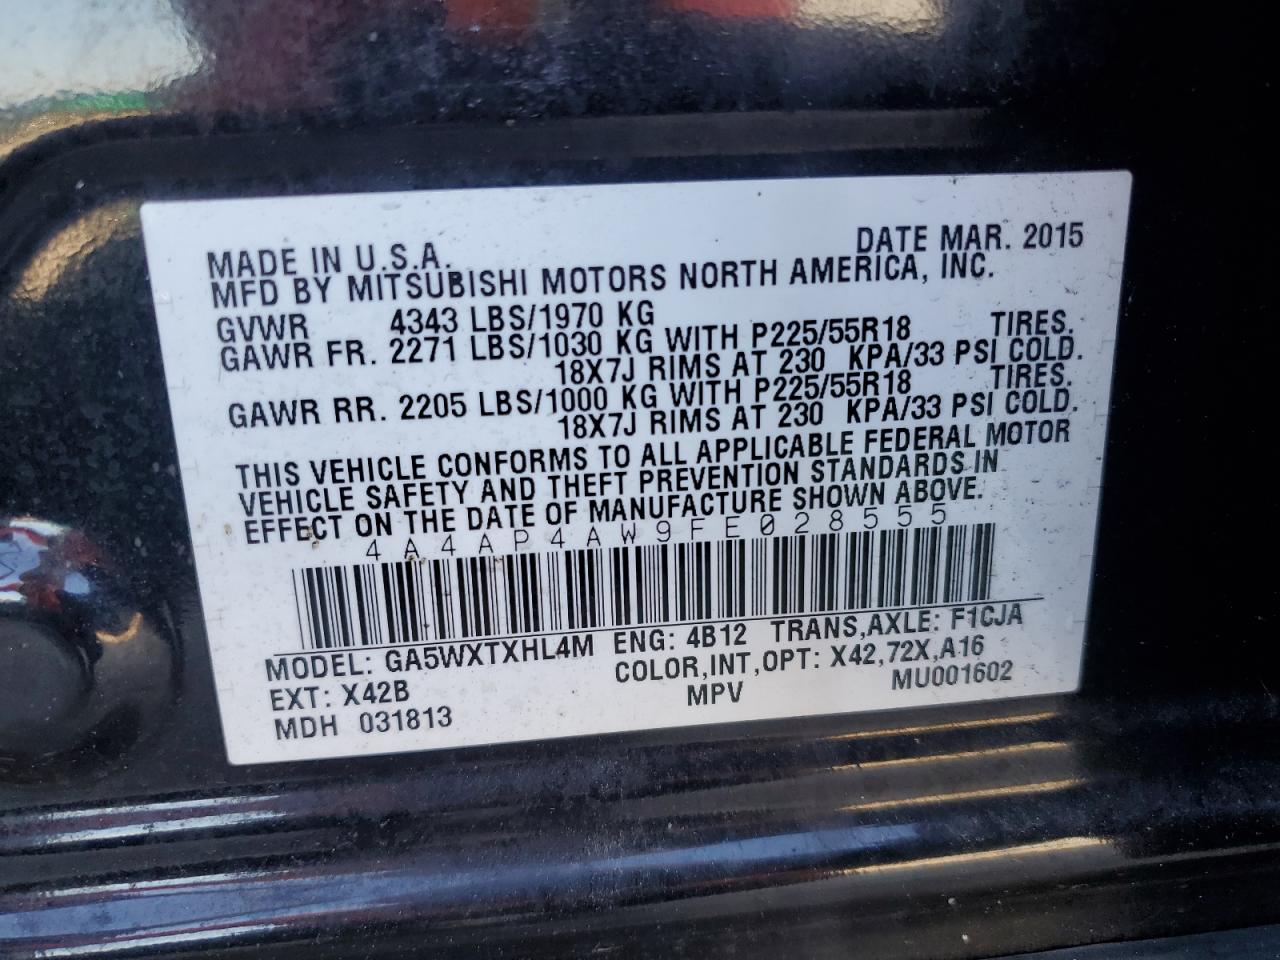 MADE IN U.S.A. DATE MAR. 2015
MFD BY MITSUBISHI MOTORS NORTH AMERICA, INC.
GVWR 4343 LBS/1970 KG
GAWR FR. 2271 LBS/1030 KG WITH P225/55R18 TIRES.
18X7J RIMS AT 230 KPA/33 PSI COLD.
GAWR RR. 2205 LBS/1000 KG WITH P225/55R18 TIRES.
18X7J RIMS AT 230 KPA/33 PSI COLD.
THIS VEHICLE CONFORMS TO ALL APPLICABLE FEDERAL MOTOR
VEHICLE SAFETY AND THEFT PREVENTION STANDARDS IN
EFFECT ON THE DATE OF MANUFACTURE SHOWN ABOVE.
4A4AP4AW9FE028555
MODEL: GA5WXTXHL4M ENG: 4B12 TRANS,AXLE: F1CJA
EXT: X42B COLOR,INT,OPT: X42,72X,A16
MDH 031813 MPV MU001602